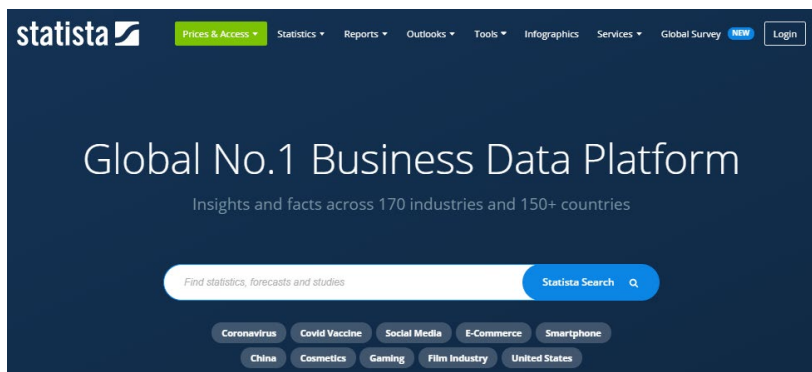 statista
Prices & Access Statistics Reports Outlooks Tools Infographics Services Global Survey NEW Login
Global No.1 Business Data Platform
Insights and facts across 170 industries and 150+ countries
Find statistics, forecasts and studies Statista Search
Coronavirus Covid Vaccine Social Media E-Commerce Smartphone
China Cosmetics Gaming Film Industry United States